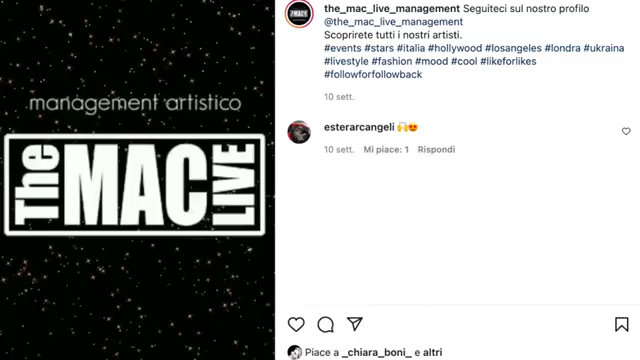 management artistico
The MAC LIVE
the_mac_live_management Seguiteci sul nostro profilo
@the_mac_live_management
Scoprirete tutti i nostri artisti.
#events #stars #italia #hollywood #losangeles #londra #ukraina
#livestyle #fashion #mood #cool #likeforlikes
#followforfollowback
10 sett.
esterarcangeli 🙌😍
10 sett. Mi piace: 1 Rispondi
Piace a _chiara_boni_ e altri